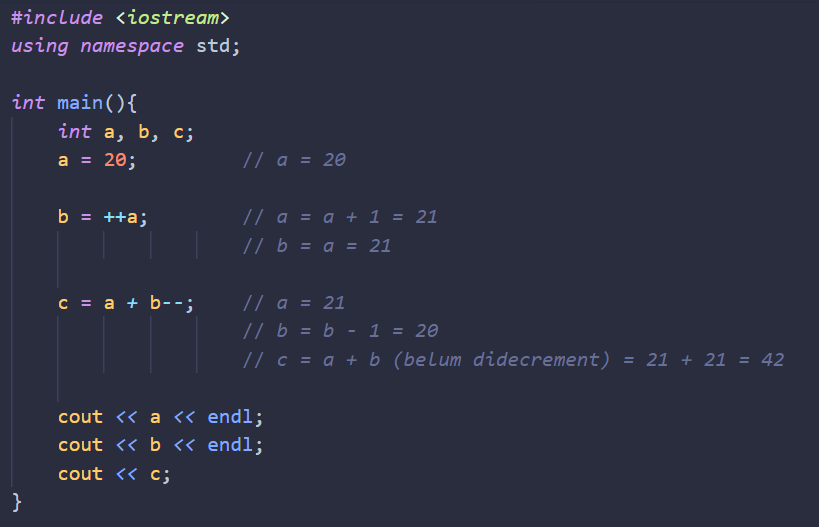 #include <iostream>
using namespace std;
int main(){
int a, b, c;
a = 20; // a = 20
b = ++a; // a = a + 1 = 21
// b = a = 21
c = a + b--; // a = 21
// b = b - 1 = 20
// c = a + b (belum didecrement) = 21 + 21 = 42
cout << a << endl;
cout << b << endl;
cout << c;
}